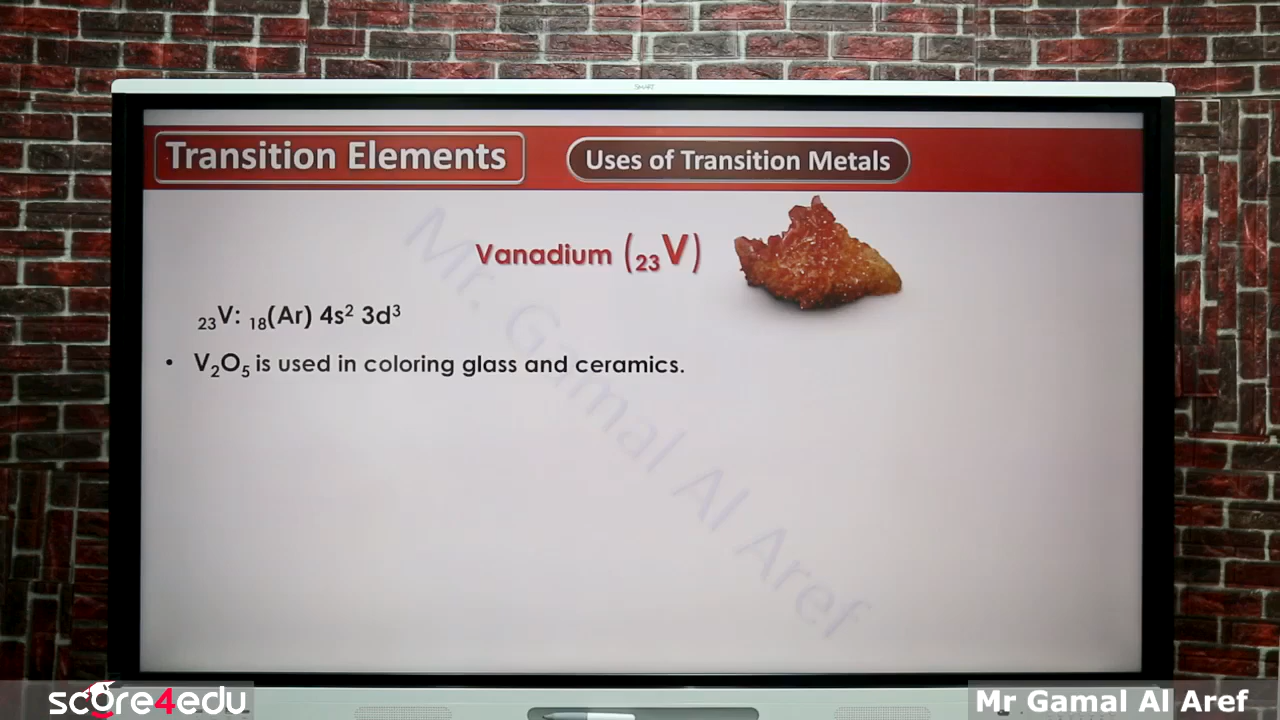 SMART
Transition Elements
Uses of Transition Metals
Vanadium (₂₃V)
₂₃V: ₁₈(Ar) 4s² 3d³
• V₂O₅ is used in coloring glass and ceramics.
Mr. Gamal Al Aref
score4edu
Mr Gamal Al Aref